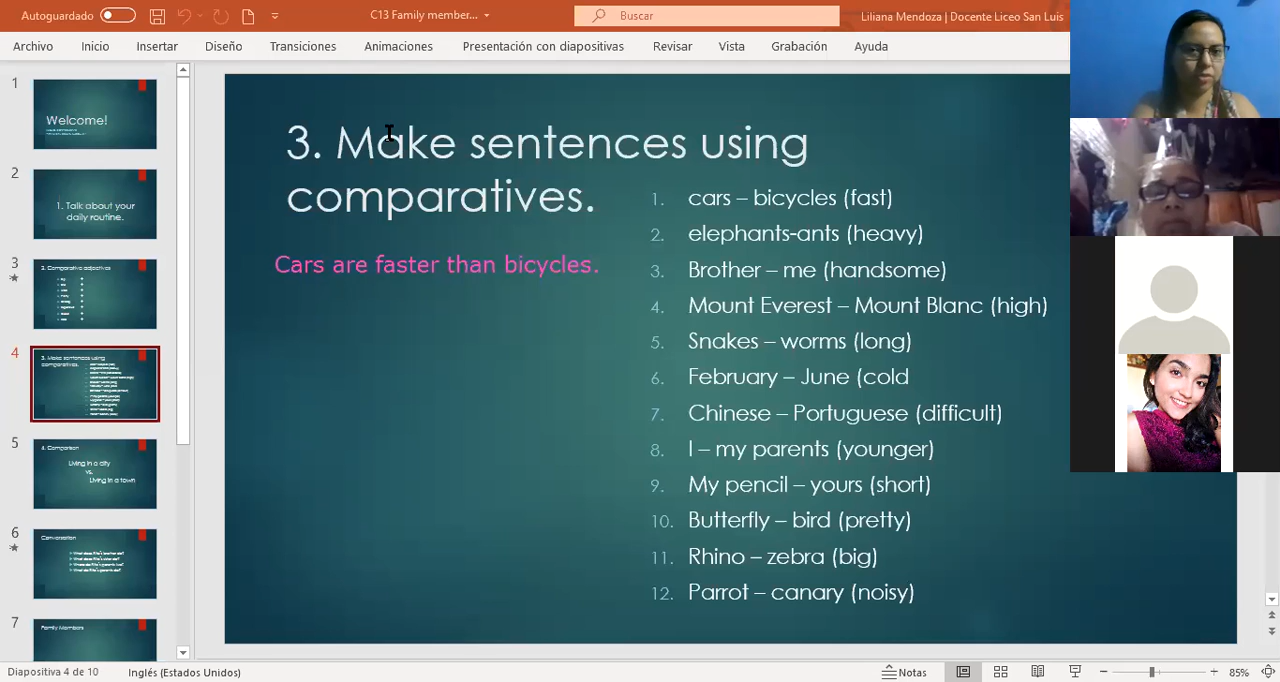 Autoguardado
C13 Family member...
Buscar
Liliana Mendoza | Docente Liceo San Luis
Archivo Inicio Insertar Diseño Transiciones Animaciones Presentación con diapositivas Revisar Vista Grabación Ayuda
1
Welcome!
2
1. Talk about your
daily routine.
3
2. Comparative adjectives
4
3. Make sentences using
comparatives.
5
4. Comparison
Living in a city
vs.
Living in a town
6
Conversation
7
Family Members
3. Make sentences using
comparatives.
Cars are faster than bicycles.
1. cars – bicycles (fast)
2. elephants-ants (heavy)
3. Brother – me (handsome)
4. Mount Everest – Mount Blanc (high)
5. Snakes – worms (long)
6. February – June (cold
7. Chinese – Portuguese (difficult)
8. I – my parents (younger)
9. My pencil – yours (short)
10. Butterfly – bird (pretty)
11. Rhino – zebra (big)
12. Parrot – canary (noisy)
Diapositiva 4 de 10 Inglés (Estados Unidos) Notas 85%